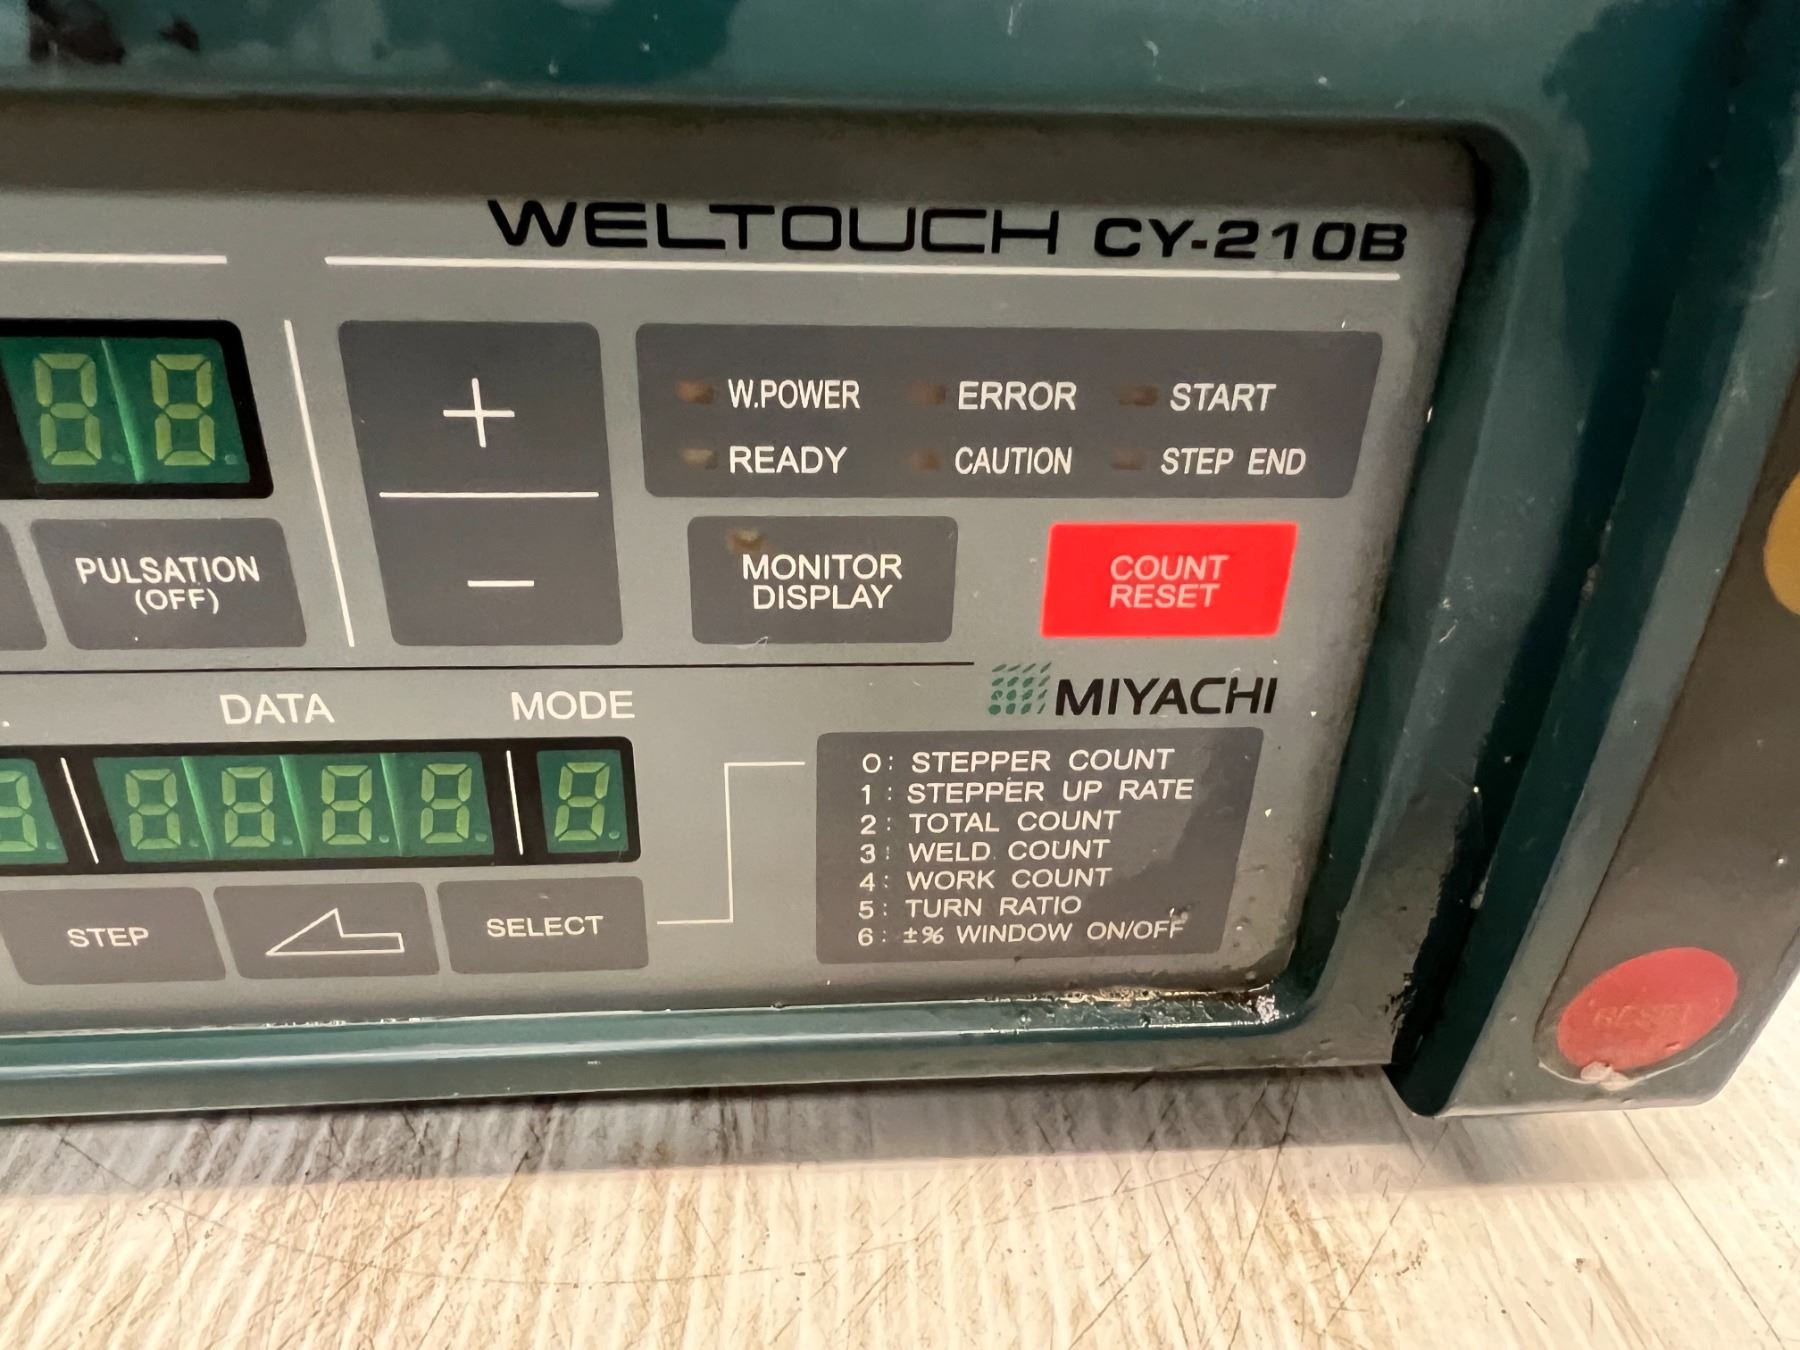 WELTOUCH CY-210B
W.POWER ERROR START
READY CAUTION STEP END
+
−
PULSATION
(OFF)
MONITOR
DISPLAY
COUNT
RESET
MIYACHI
DATA MODE
0: STEPPER COUNT
1: STEPPER UP RATE
2: TOTAL COUNT
3: WELD COUNT
4: WORK COUNT
5: TURN RATIO
6: ±% WINDOW ON/OFF
STEP
SELECT
RESET